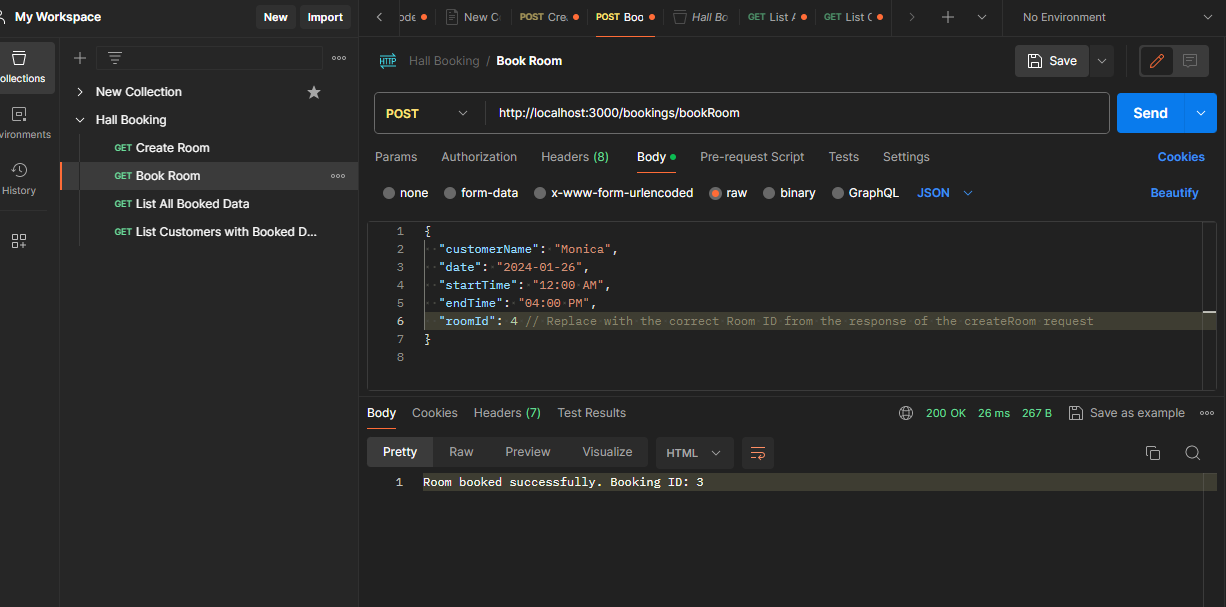 My Workspace
New
Import
ode
New C
POST Cre
POST Boo
Hall Bo
GET List A
GET List C
No Environment
ollections
vironments
History
New Collection
Hall Booking
GET Create Room
GET Book Room
GET List All Booked Data
GET List Customers with Booked D...
HTTP
Hall Booking / Book Room
Save
POST
http://localhost:3000/bookings/bookRoom
Send
Params
Authorization
Headers (8)
Body
Pre-request Script
Tests
Settings
Cookies
none
form-data
x-www-form-urlencoded
raw
binary
GraphQL
JSON
Beautify
1 {
2 "customerName": "Monica",
3 "date": "2024-01-26",
4 "startTime": "12:00 AM",
5 "endTime": "04:00 PM",
6 "roomId": 4 // Replace with the correct Room ID from the response of the createRoom request
7 }
8
Body
Cookies
Headers (7)
Test Results
200 OK
26 ms
267 B
Save as example
Pretty
Raw
Preview
Visualize
HTML
1 Room booked successfully. Booking ID: 3